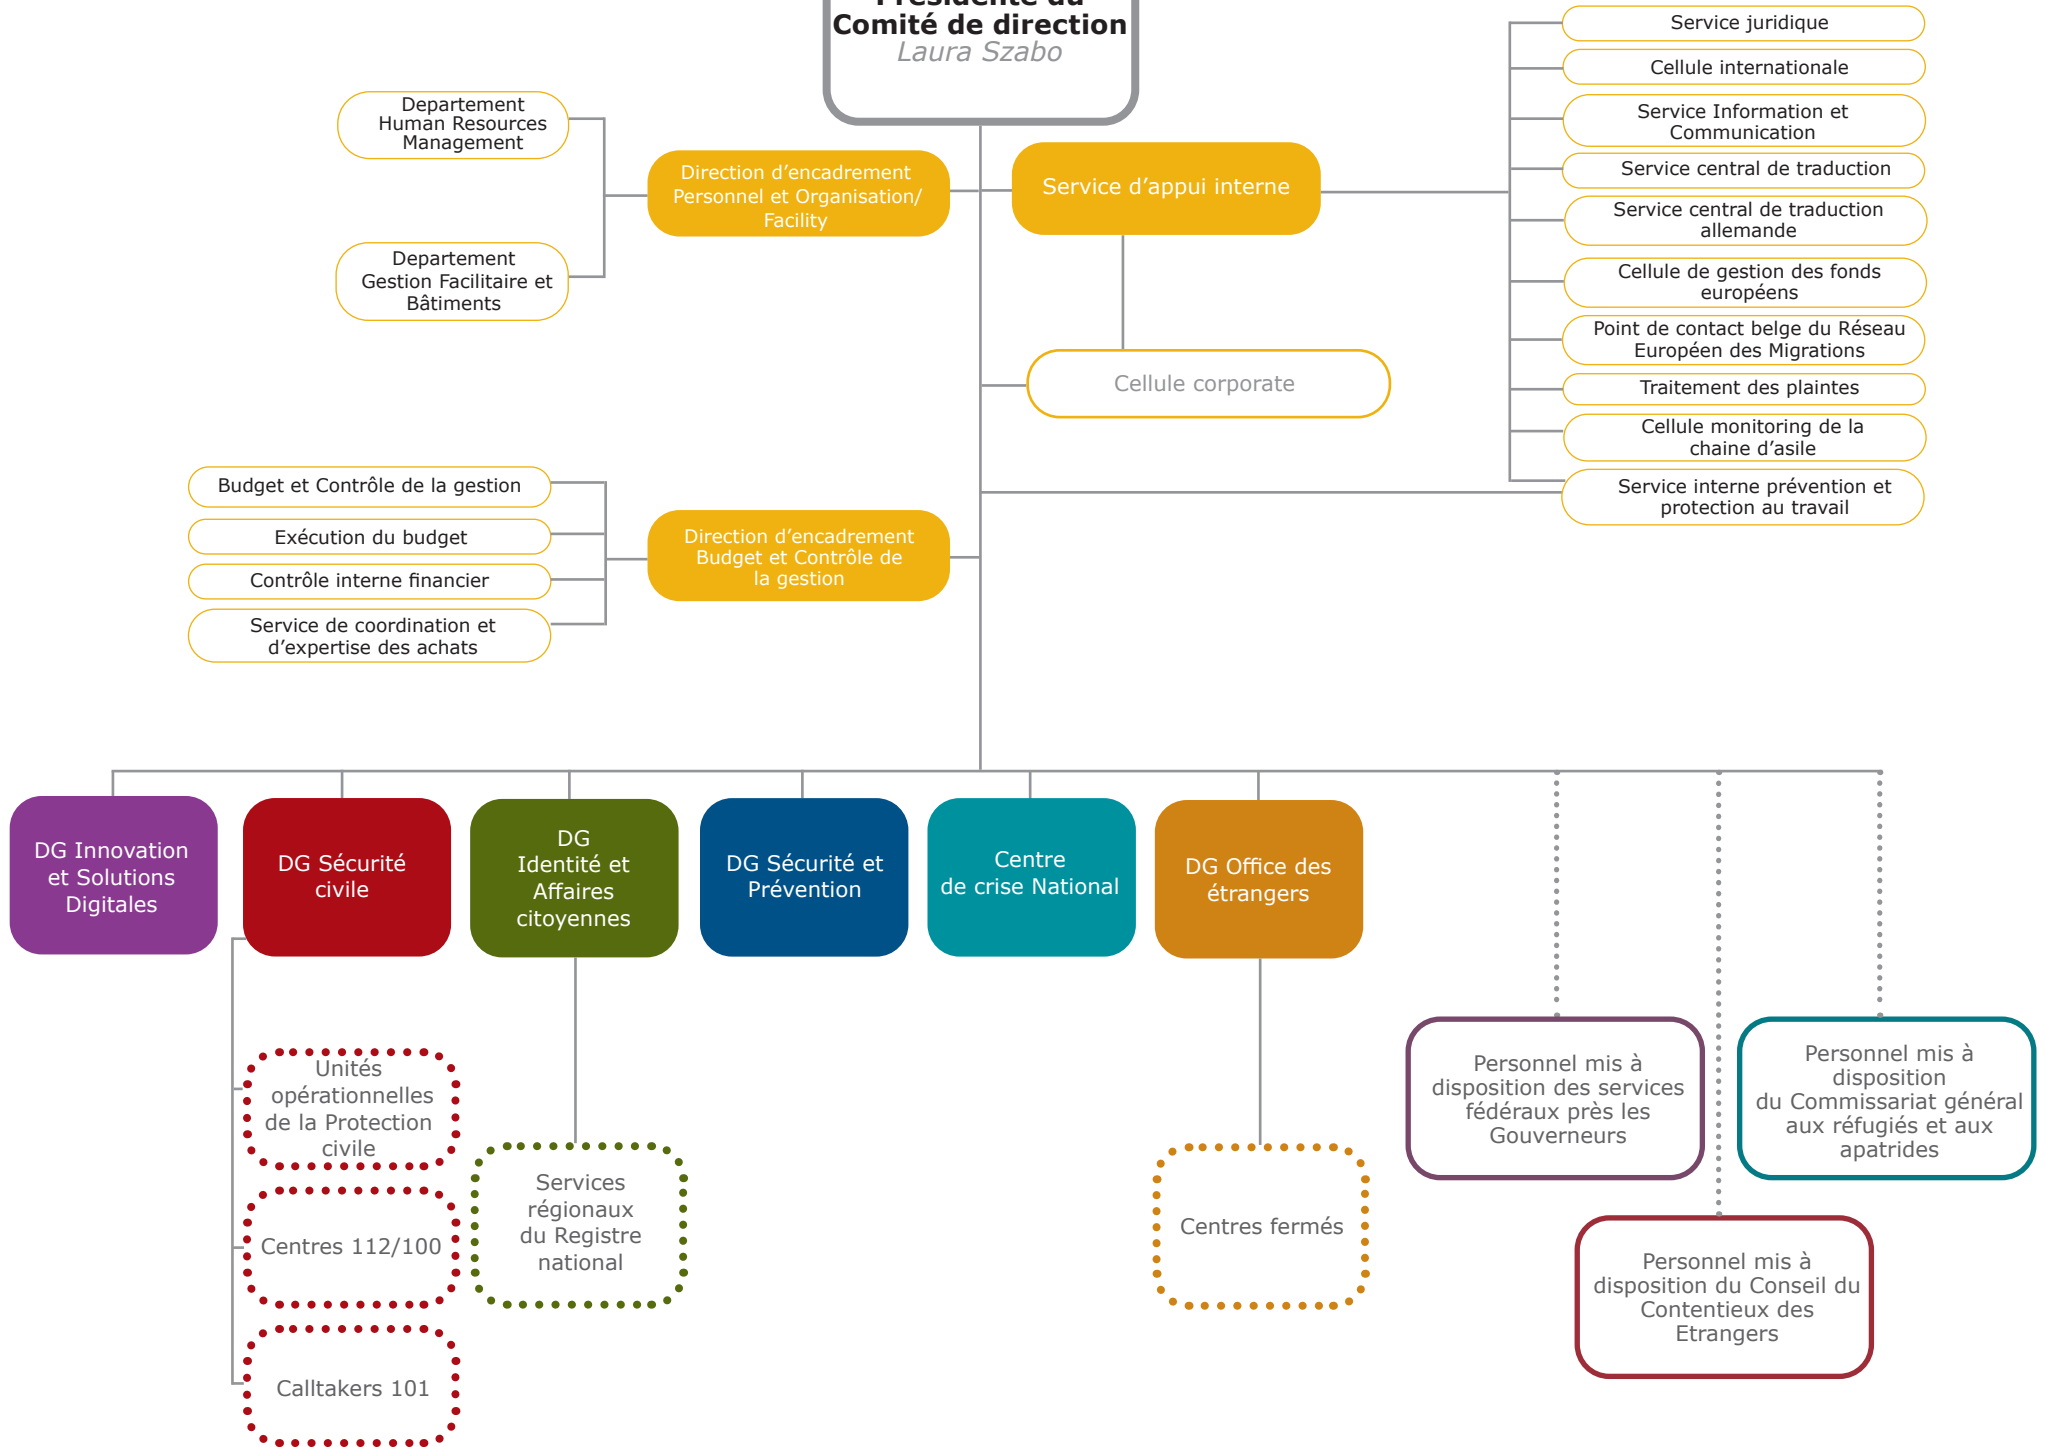 Présidente du
Comité de direction
Laura Szabo
Departement
Human Resources
Management
Departement
Gestion Facilitaire et
Bâtiments
Direction d’encadrement
Personnel et Organisation/
Facility
Service d’appui interne
Cellule corporate
Service juridique
Cellule internationale
Service Information et
Communication
Service central de traduction
Service central de traduction
allemande
Cellule de gestion des fonds
européens
Point de contact belge du Réseau
Européen des Migrations
Traitement des plaintes
Cellule monitoring de la
chaine d’asile
Service interne prévention et
protection au travail
Budget et Contrôle de la gestion
Exécution du budget
Contrôle interne financier
Service de coordination et
d’expertise des achats
Direction d’encadrement
Budget et Contrôle de
la gestion
DG Innovation
et Solutions
Digitales
DG Sécurité
civile
DG
Identité et
Affaires
citoyennes
DG Sécurité et
Prévention
Centre
de crise National
DG Office des
étrangers
Unités
opérationnelles
de la Protection
civile
Centres 112/100
Calltakers 101
Services
régionaux
du Registre
national
Centres fermés
Personnel mis à
disposition des services
fédéraux près les
Gouverneurs
Personnel mis à
disposition
du Commissariat général
aux réfugiés et aux
apatrides
Personnel mis à
disposition du Conseil du
Contentieux des
Etrangers